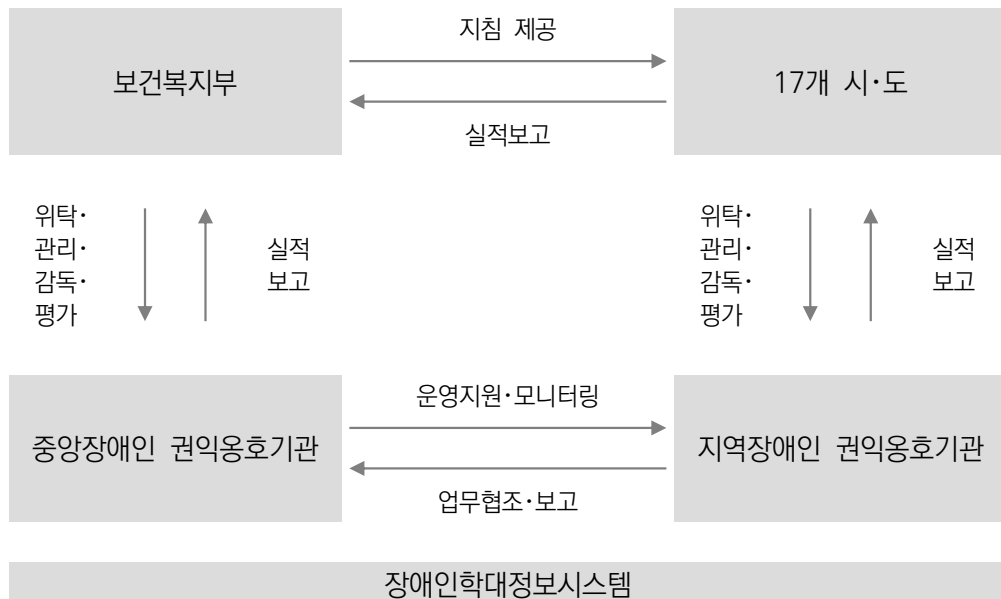 지침 제공
보건복지부
17개 시·도
실적보고
위탁·
관리·
감독·
평가
실적
보고
위탁·
관리·
감독·
평가
실적
보고
운영지원·모니터링
중앙장애인 권익옹호기관
지역장애인 권익옹호기관
업무협조·보고
장애인학대정보시스템